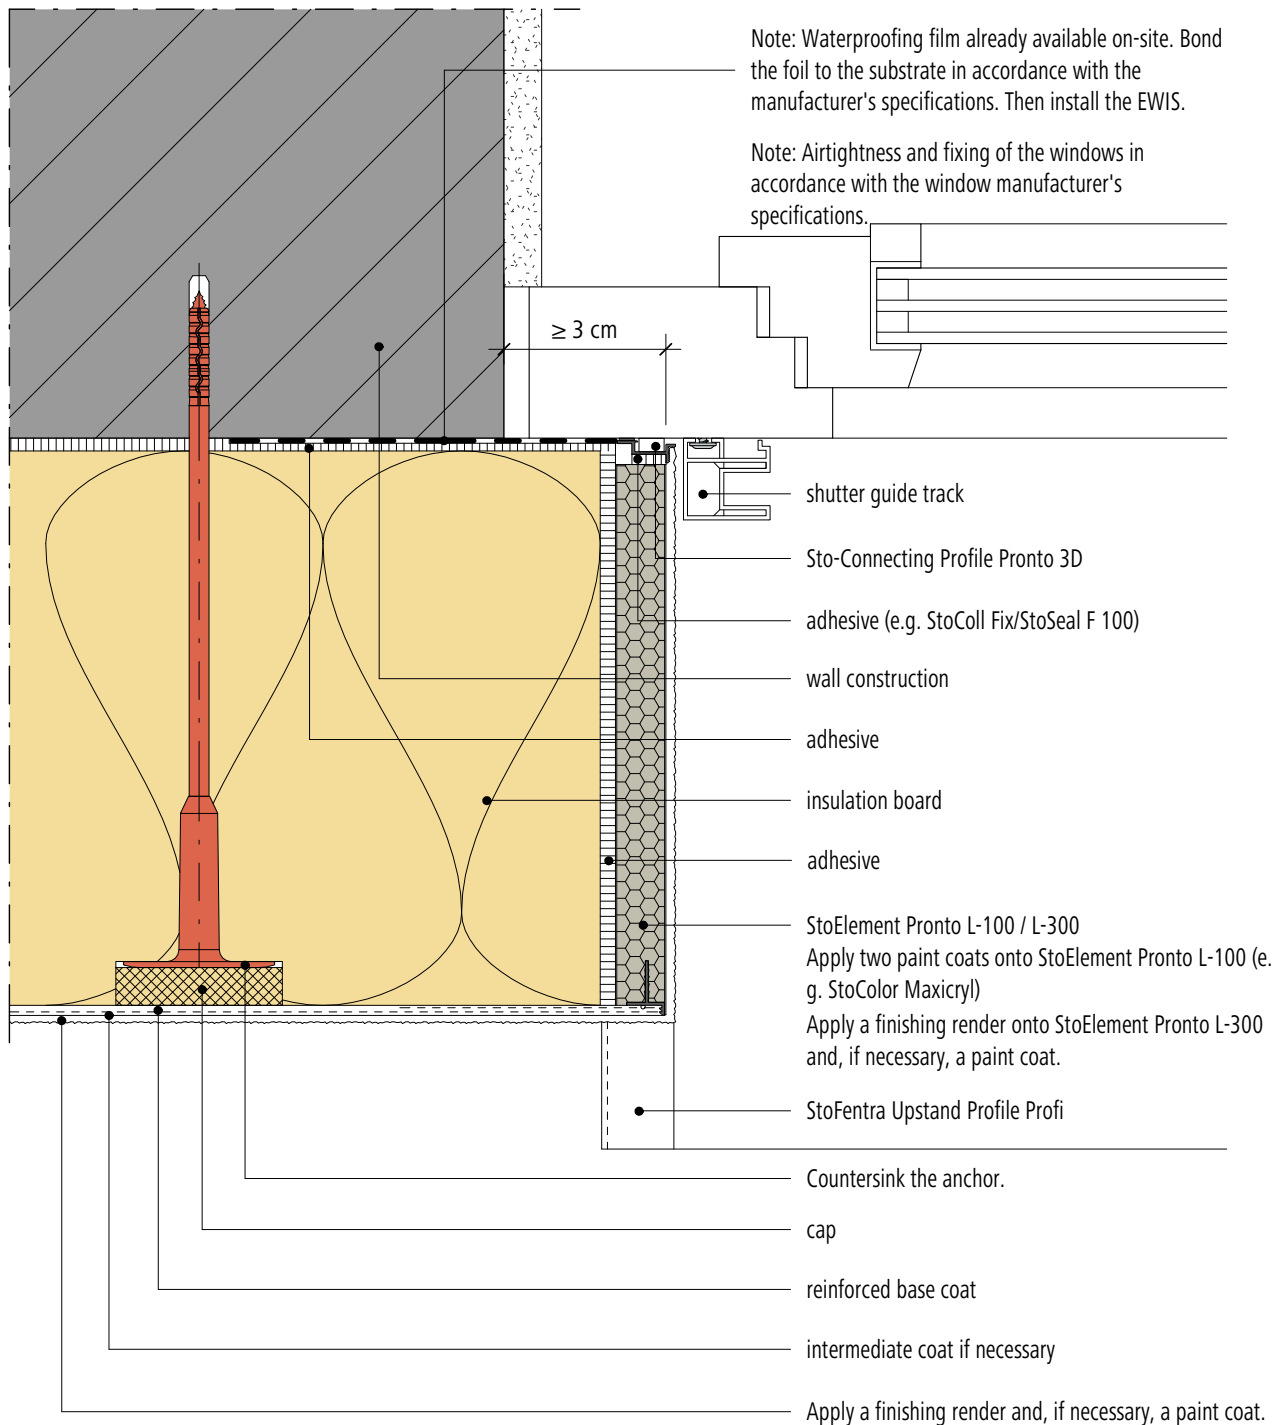 Note: Waterproofing film already available on-site. Bond
the foil to the substrate in accordance with the
manufacturer's specifications. Then install the EWIS.
Note: Airtightness and fixing of the windows in
accordance with the window manufacturer's
specifications.
≥ 3 cm
shutter guide track
Sto-Connecting Profile Pronto 3D
adhesive (e.g. StoColl Fix/StoSeal F 100)
wall construction
adhesive
insulation board
adhesive
StoElement Pronto L-100 / L-300
Apply two paint coats onto StoElement Pronto L-100 (e.
g. StoColor Maxicryl)
Apply a finishing render onto StoElement Pronto L-300
and, if necessary, a paint coat.
StoFentra Upstand Profile Profi
Countersink the anchor.
cap
reinforced base coat
intermediate coat if necessary
Apply a finishing render and, if necessary, a paint coat.